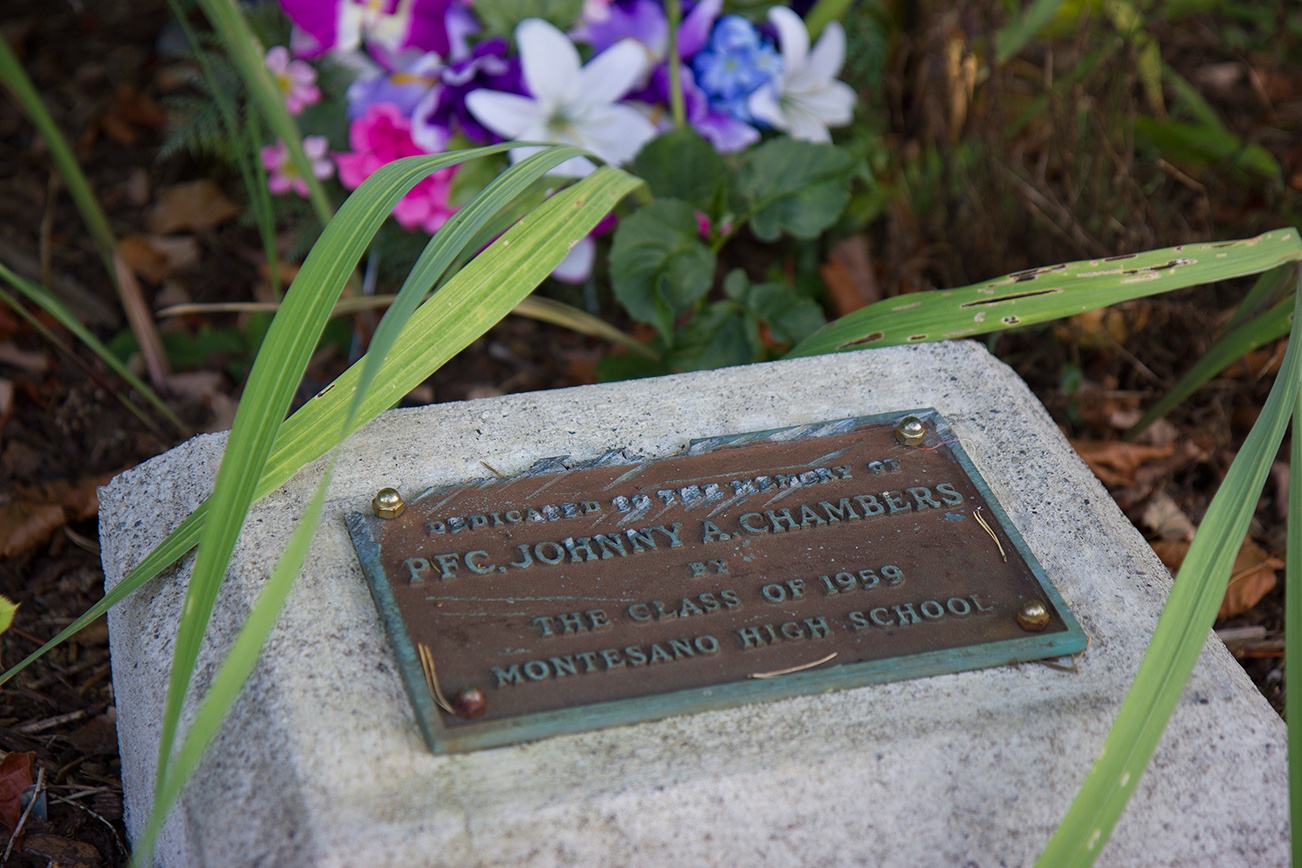 DEDICATED TO THE MEMORY OF
PFC. JOHNNY A. CHAMBERS
BY
THE CLASS OF 1959
MONTESANO HIGH SCHOOL